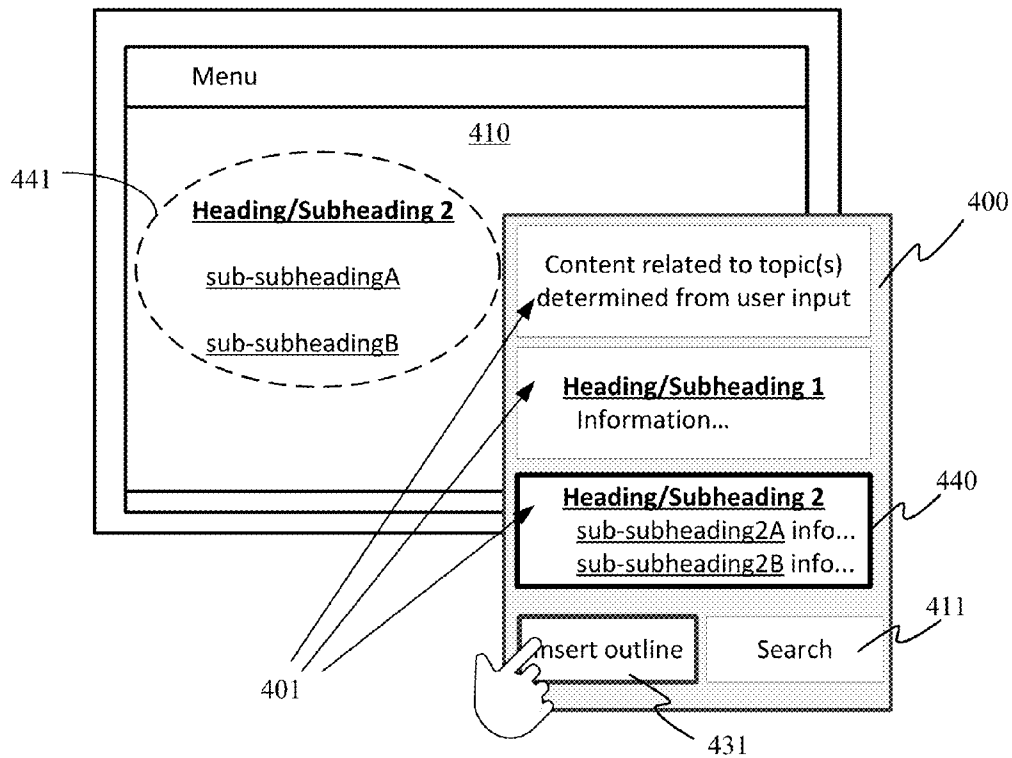 Menu
410
441
Heading/Subheading 2
sub-subheadingA
sub-subheadingB
400
Content related to topic(s)
determined from user input
Heading/Subheading 1
Information...
440
Heading/Subheading 2
sub-subheading2A info...
sub-subheading2B info...
411
Insert outline
Search
401
431